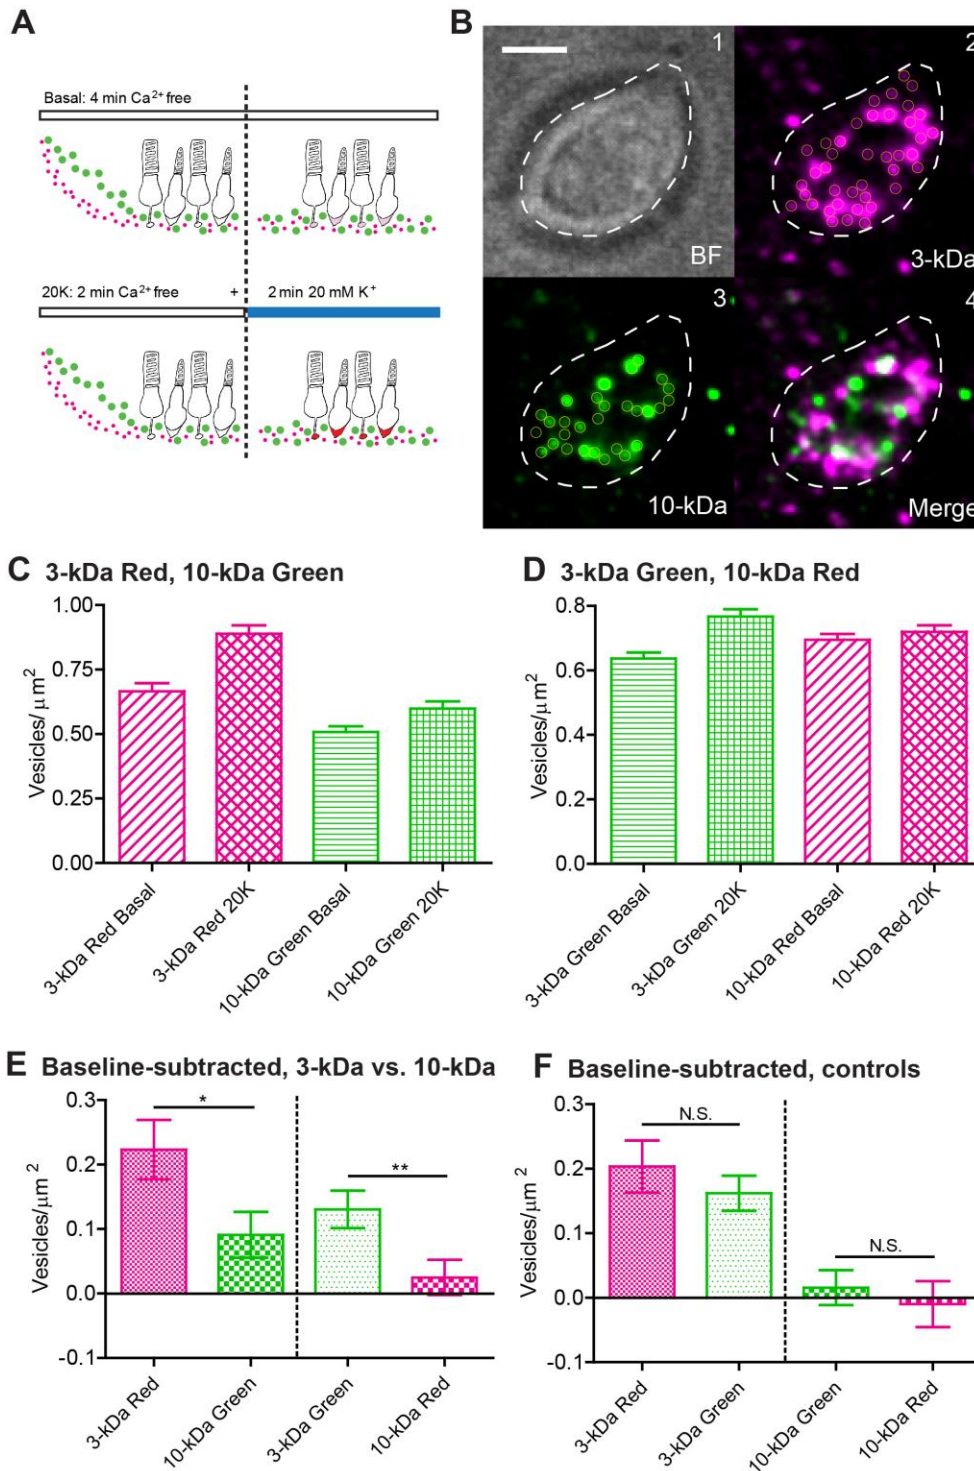 A
Basal: 4 min Ca²⁺ free
20K: 2 min Ca²⁺ free + 2 min 20 mM K⁺
B
1
BF
2
3-kDa
3
10-kDa
4
Merge
C 3-kDa Red, 10-kDa Green
Vesicles/μm²
1.00
0.75
0.50
0.25
0.00
3-kDa Red Basal
3-kDa Red 20K
10-kDa Green Basal
10-kDa Green 20K
D 3-kDa Green, 10-kDa Red
Vesicles/μm²
0.8
0.6
0.4
0.2
0.0
3-kDa Green Basal
3-kDa Green 20K
10-kDa Red Basal
10-kDa Red 20K
E Baseline-subtracted, 3-kDa vs. 10-kDa
Vesicles/μm²
0.3
0.2
0.1
0.0
-0.1
*
**
3-kDa Red
10-kDa Green
3-kDa Green
10-kDa Red
F Baseline-subtracted, controls
Vesicles/μm²
0.3
0.2
0.1
0.0
-0.1
N.S.
N.S.
3-kDa Red
3-kDa Green
10-kDa Green
10-kDa Red